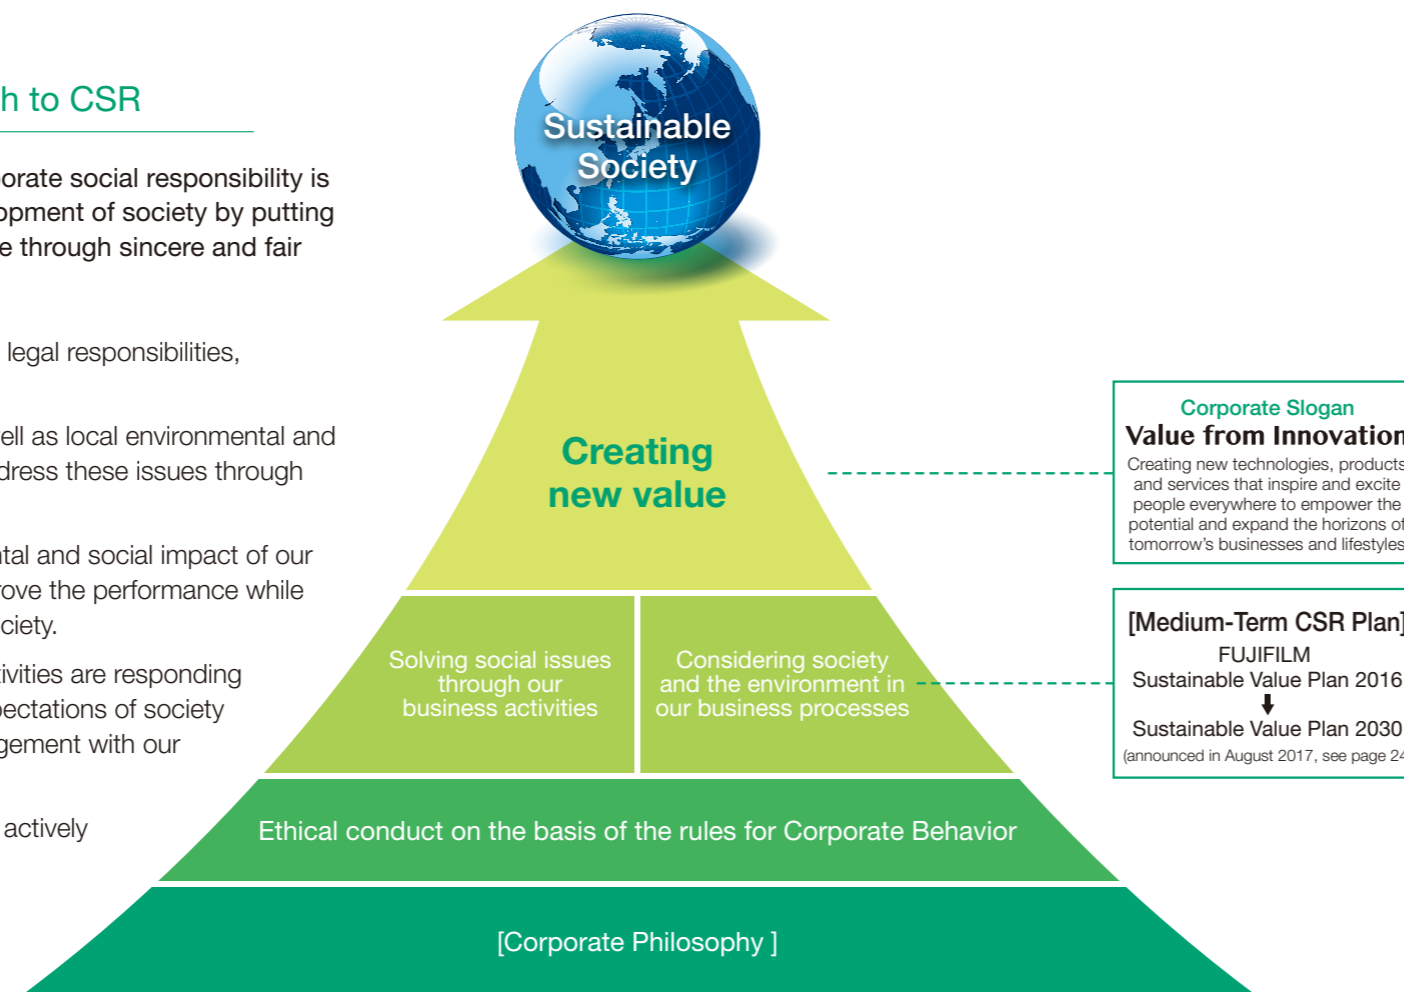 h to CSR
orate social responsibility is
opment of society by putting
e through sincere and fair
legal responsibilities,
ell as local environmental and
dress these issues through
ntal and social impact of our
rove the performance while
ciety.
tivities are responding
pectations of society
gement with our
actively
Sustainable
Society
Creating
new value
Solving social issues
through our
business activities
Considering society
and the environment in
our business processes
Ethical conduct on the basis of the rules for Corporate Behavior
[Corporate Philosophy ]
Corporate Slogan
Value from Innovation
Creating new technologies, products
and services that inspire and excite
people everywhere to empower the
potential and expand the horizons of
tomorrow's businesses and lifestyles
[Medium-Term CSR Plan]
FUJIFILM
Sustainable Value Plan 2016
Sustainable Value Plan 2030
(announced in August 2017, see page 24